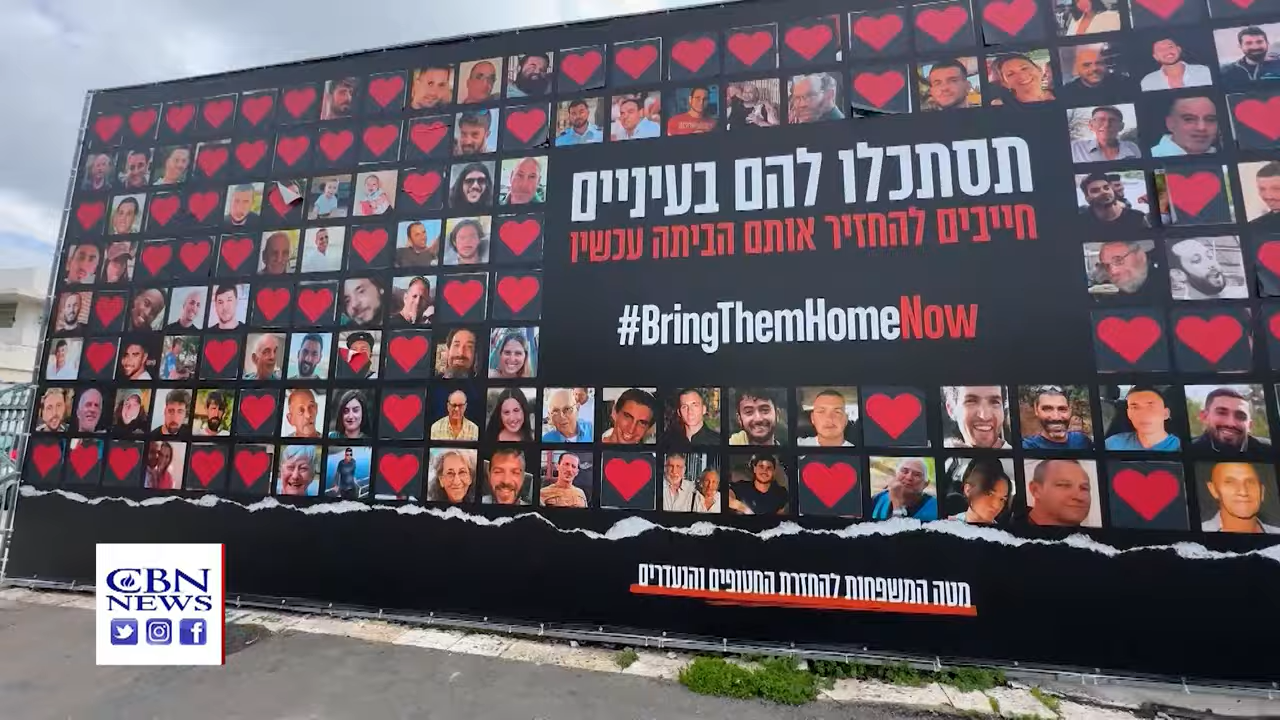 תסתכלו להם בעיניים
חייבים להחזיר אותם הביתה עכשיו
#BringThemHomeNow
מטה המשפחות להחזרת החטופים והנעדרים
CBN
NEWS